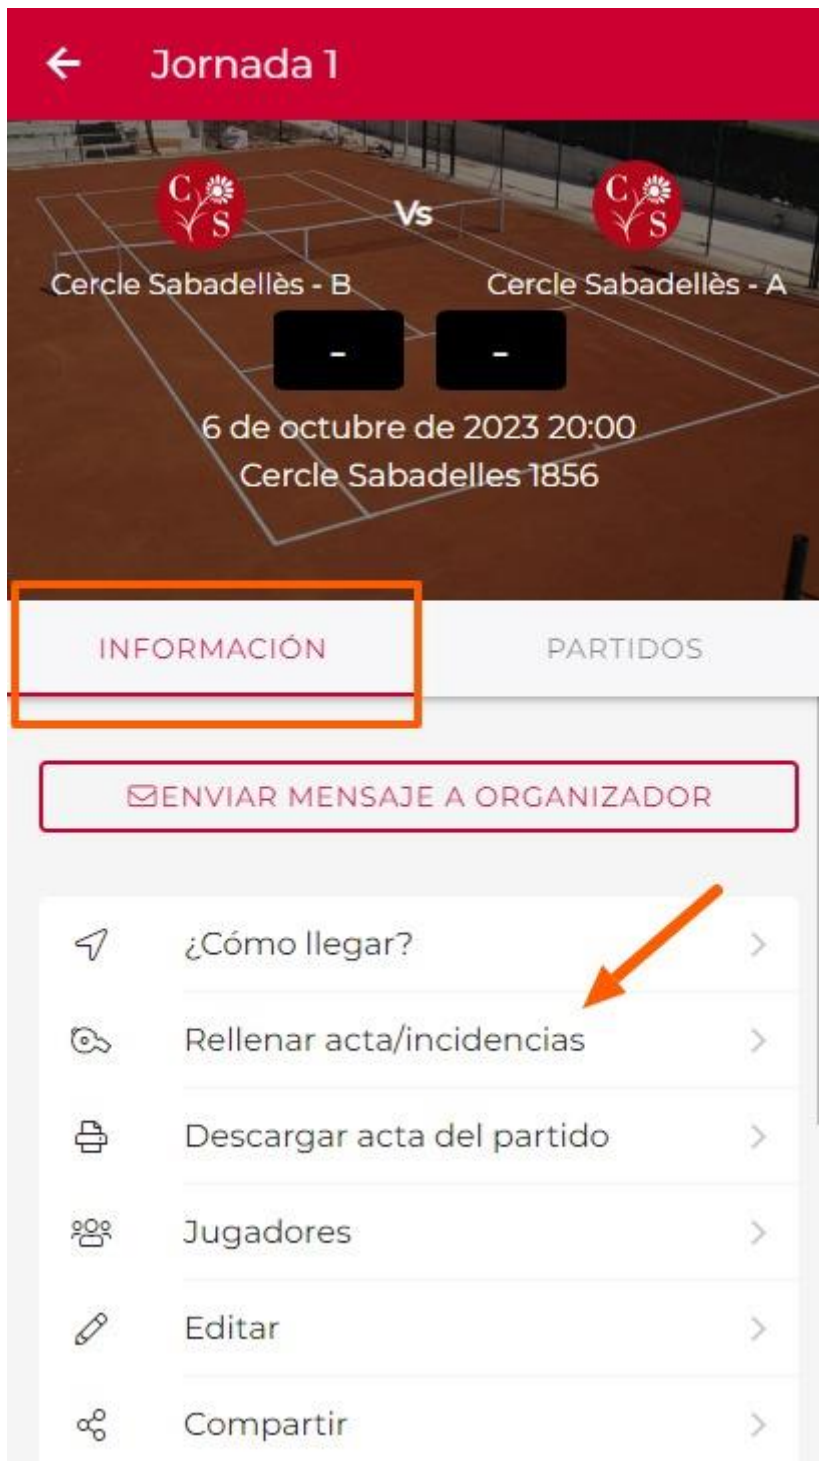 Jornada 1
C S
Vs
C S
Cercle Sabadellès - B
Cercle Sabadellès - A
- -
6 de octubre de 2023 20:00
Cercle Sabadelles 1856
INFORMACIÓN
PARTIDOS
ENVIAR MENSAJE A ORGANIZADOR
¿Cómo llegar?
Rellenar acta/incidencias
Descargar acta del partido
Jugadores
Editar
Compartir